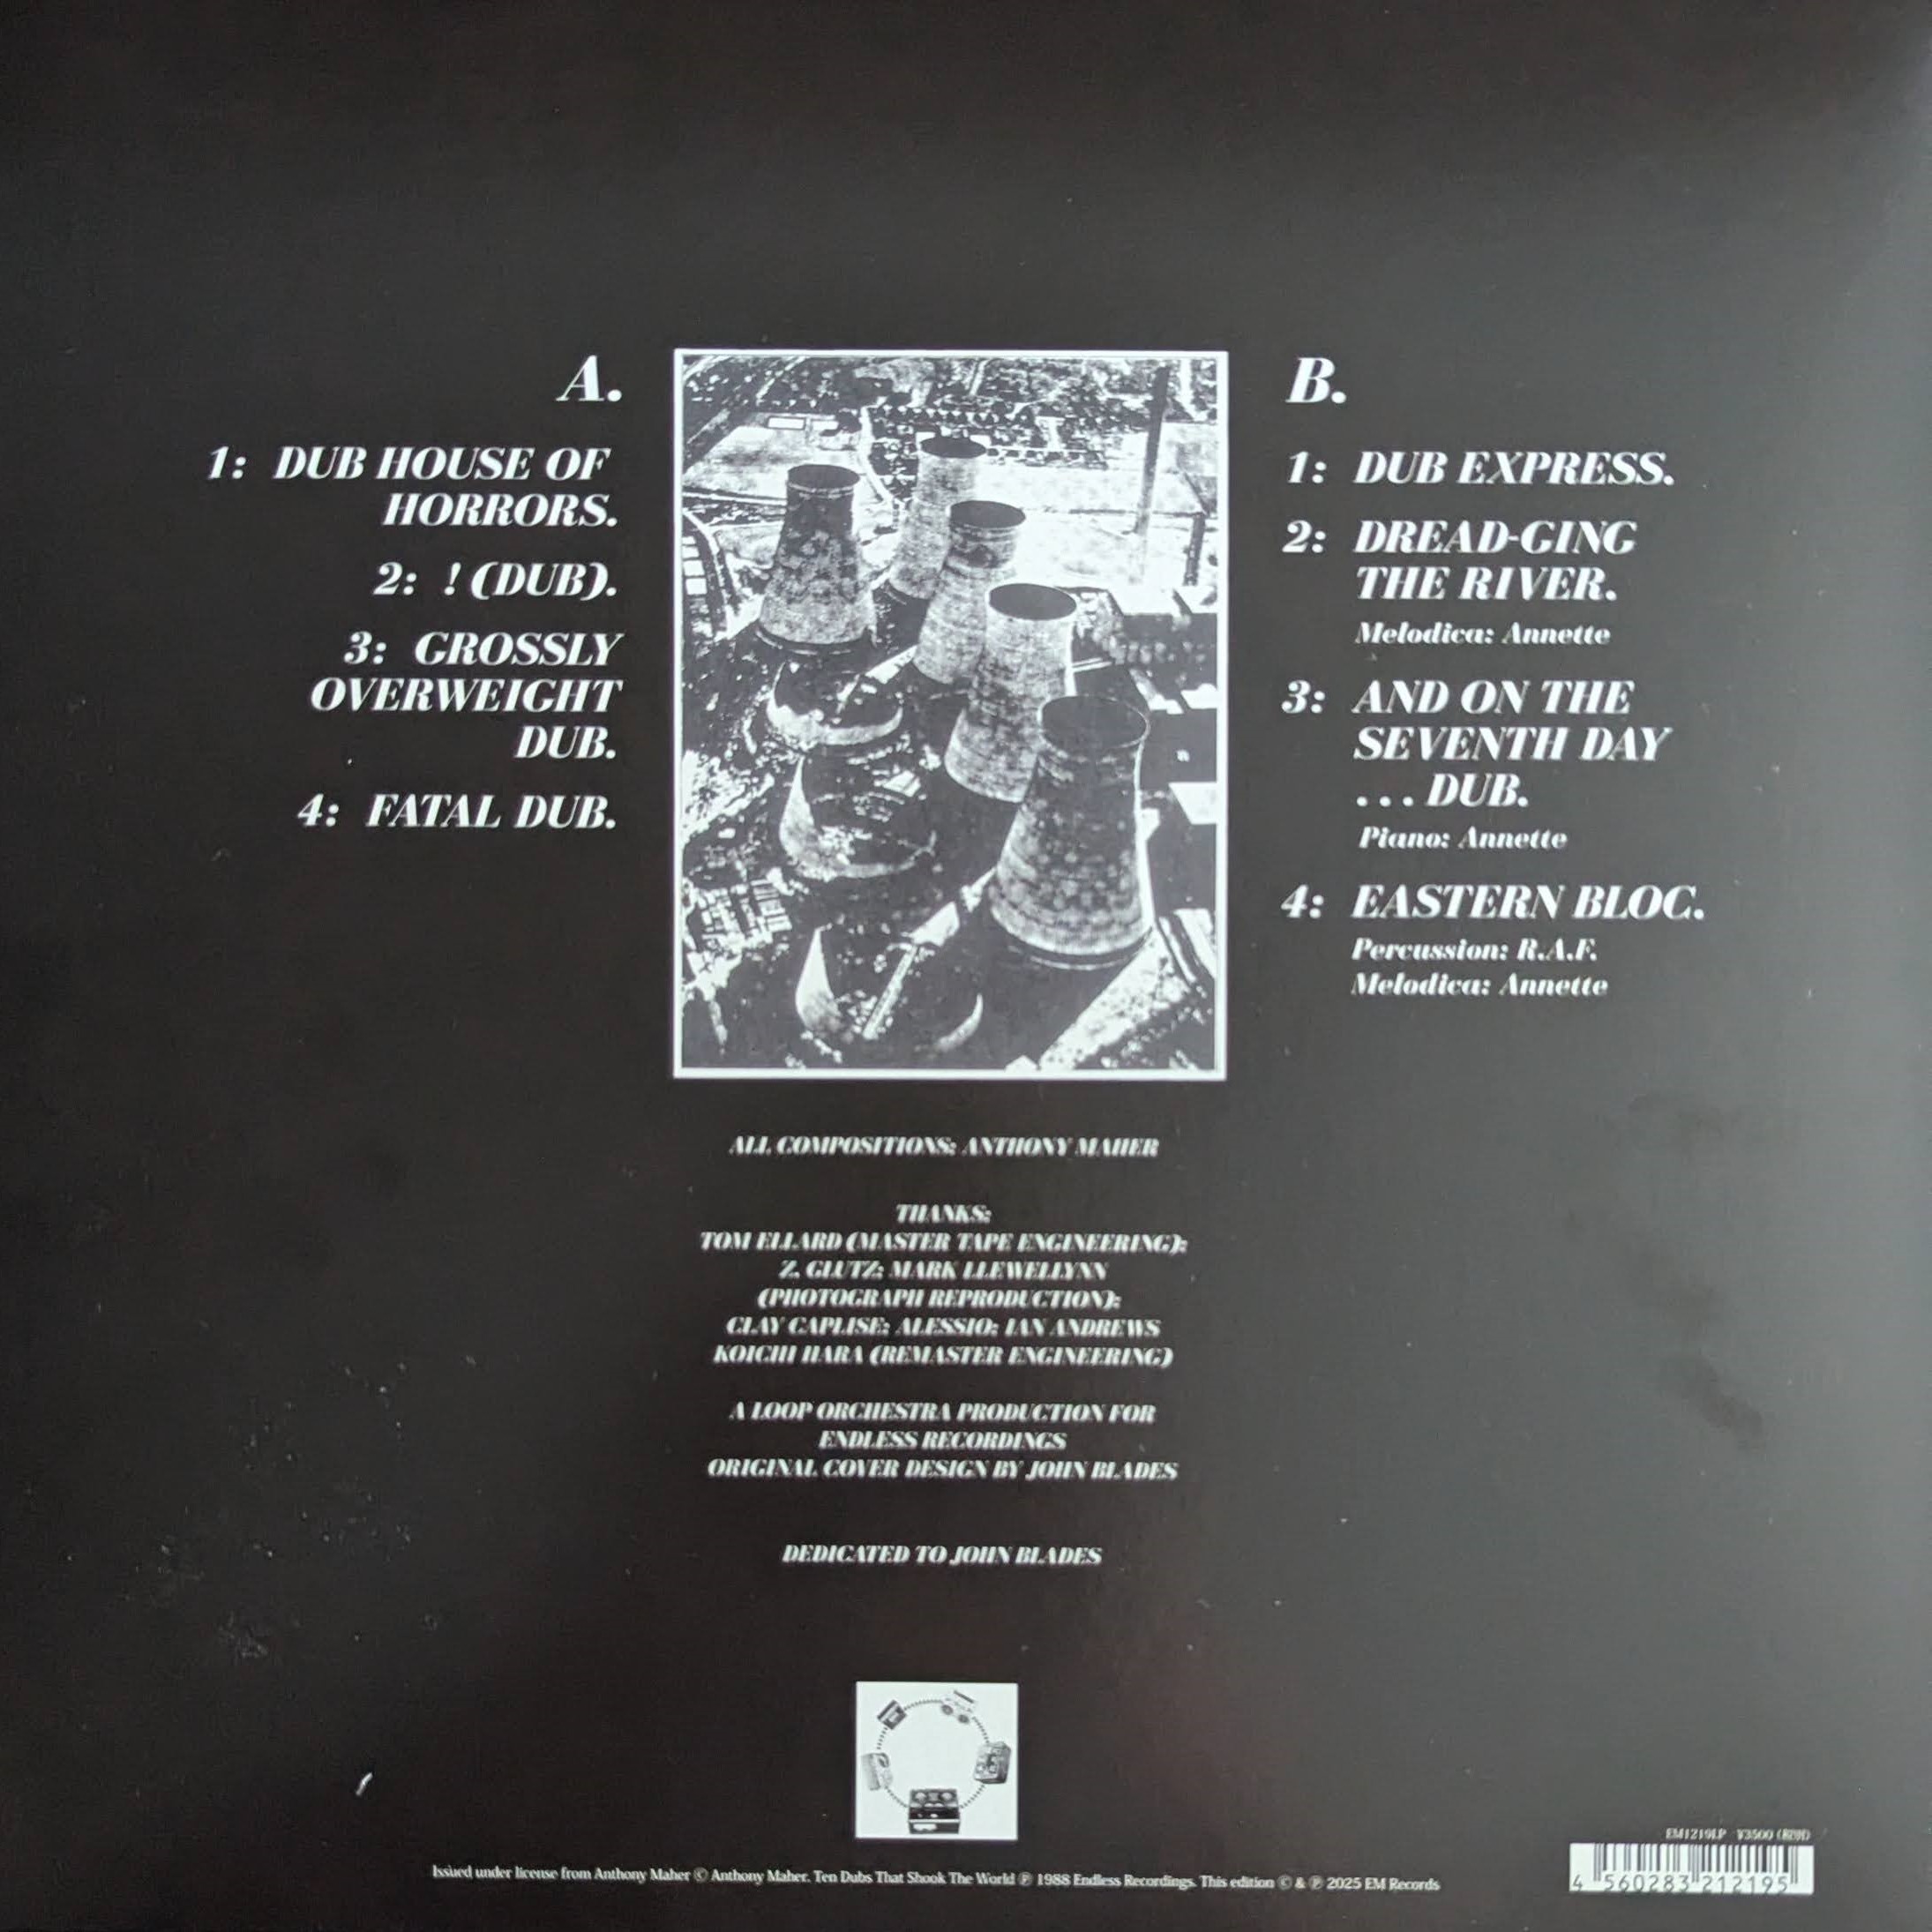 A.
1: DUB HOUSE OF
HORRORS.
2: ! (DUB).
3: GROSSLY
OVERWEIGHT
DUB.
4: FATAL DUB.
B.
1: DUB EXPRESS.
2: DREAD-GING
THE RIVER.
Melodica: Annette
3: AND ON THE
SEVENTH DAY
... DUB.
Piano: Annette
4: EASTERN BLOC.
Percussion: R.A.F.
Melodica: Annette
ALL COMPOSITIONS: ANTHONY MAHER
THANKS:
TOM ELLARD (MASTER TAPE ENGINEERING);
Z. GLUTZ; MARK LLEWELLYNN
(PHOTOGRAPH REPRODUCTION);
CLAY CAPLISE; ALESSIO; IAN ANDREWS
KOICHI HARA (REMASTER ENGINEERING)
A LOOP ORCHESTRA PRODUCTION FOR
ENDLESS RECORDINGS
ORIGINAL COVER DESIGN BY JOHN BLADES
DEDICATED TO JOHN BLADES
Issued under license from Anthony Maher © Anthony Maher. Ten Dubs That Shook The World ℗ 1988 Endless Recordings. This edition © & ℗ 2025 EM Records
EM1219LP ¥3500 (税別)
4 560283 212195